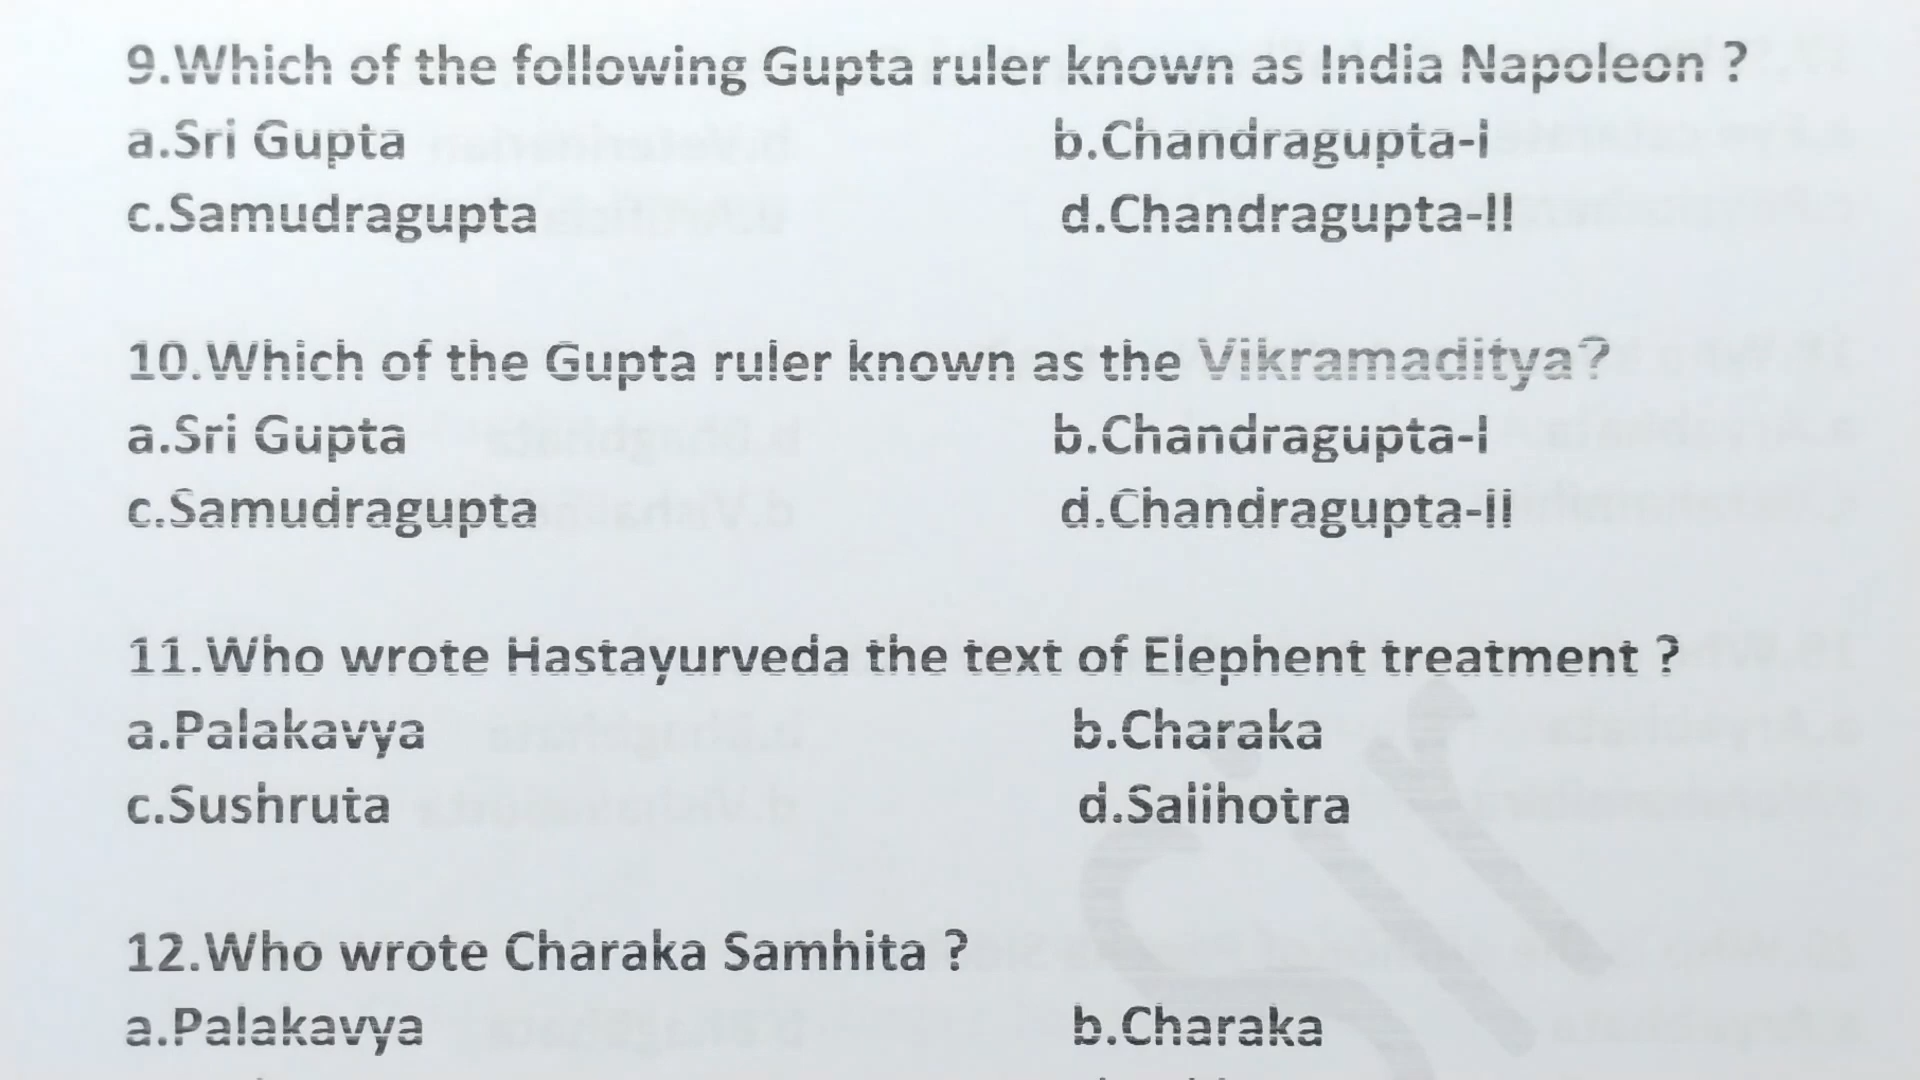 9.Which of the following Gupta ruler known as India Napoleon ?
a.Sri Gupta b.Chandragupta-I
c.Samudragupta d.Chandragupta-II
10.Which of the Gupta ruler known as the Vikramaditya?
a.Sri Gupta b.Chandragupta-I
c.Samudragupta d.Chandragupta-II
11.Who wrote Hastayurveda the text of Elephent treatment ?
a.Palakavya b.Charaka
c.Sushruta d.Salihotra
12.Who wrote Charaka Samhita ?
a.Palakavya b.Charaka